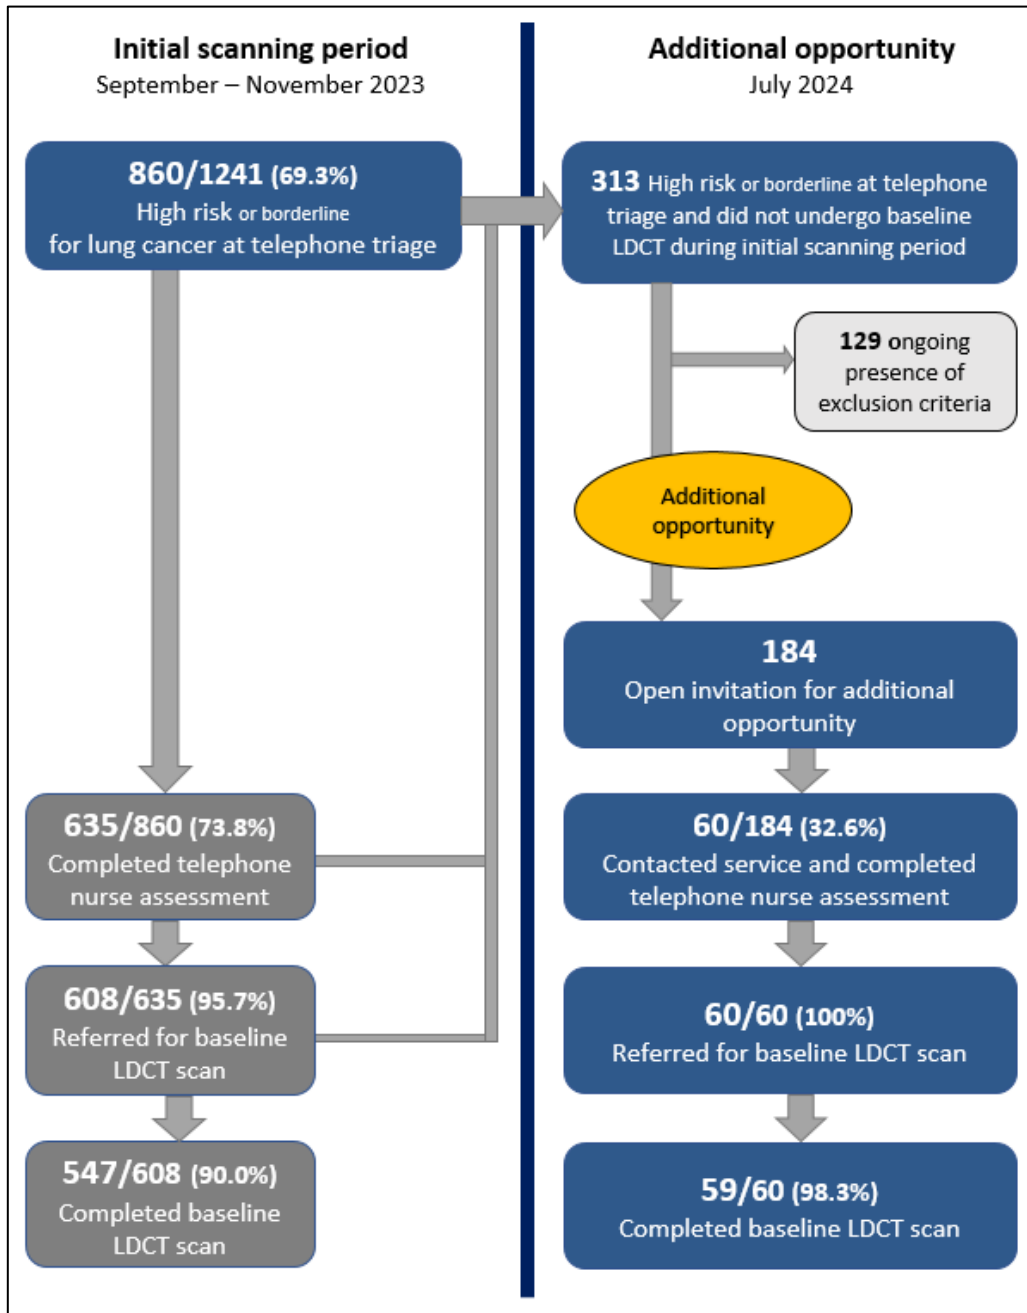 Initial scanning period
September – November 2023
860/1241 (69.3%)
High risk or borderline
for lung cancer at telephone triage
635/860 (73.8%)
Completed telephone
nurse assessment
608/635 (95.7%)
Referred for baseline
LDCT scan
547/608 (90.0%)
Completed baseline
LDCT scan
Additional opportunity
July 2024
313 High risk or borderline at telephone
triage and did not undergo baseline
LDCT during initial scanning period
129 ongoing
presence of
exclusion criteria
Additional
opportunity
184
Open invitation for additional
opportunity
60/184 (32.6%)
Contacted service and completed
telephone nurse assessment
60/60 (100%)
Referred for baseline LDCT scan
59/60 (98.3%)
Completed baseline LDCT scan